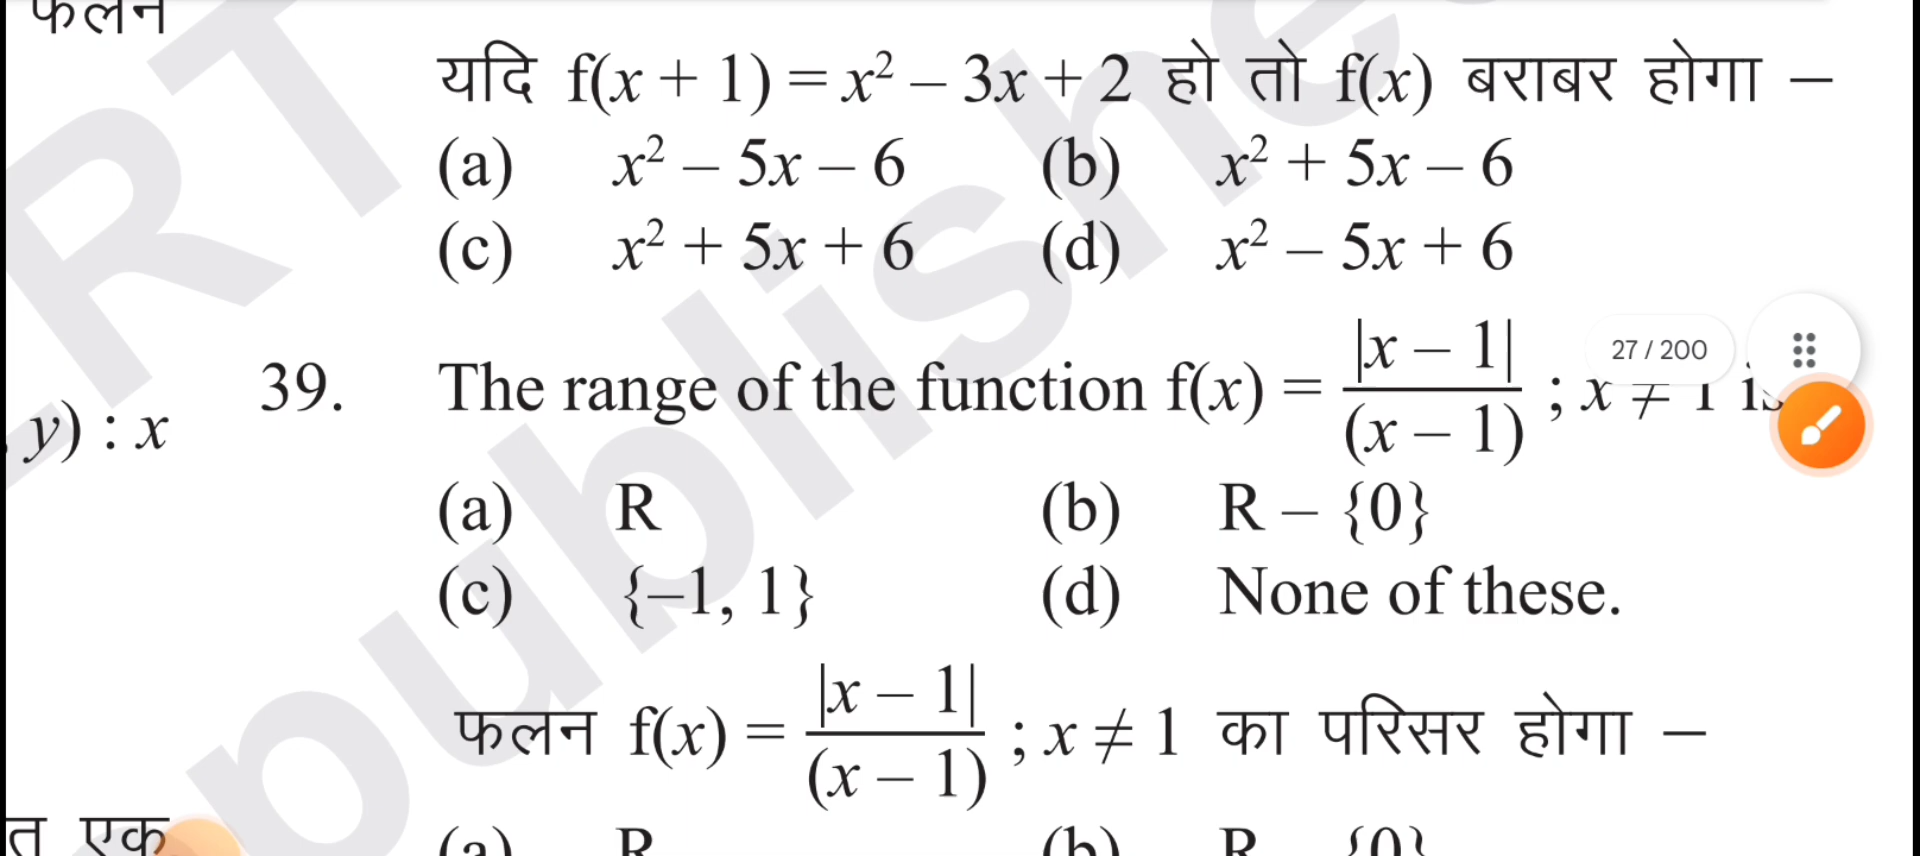 फलन
यदि f(x + 1) = x² – 3x + 2 हो तो f(x) बराबर होगा –
(a) x² – 5x – 6 (b) x² + 5x – 6
(c) x² + 5x + 6 (d) x² – 5x + 6
39. The range of the function f(x) = |x – 1| / (x – 1) ; x ≠ 1 is
27 / 200
y) : x
(a) R (b) R – {0}
(c) {–1, 1} (d) None of these.
फलन f(x) = |x – 1| / (x – 1) ; x ≠ 1 का परिसर होगा –
त एक
(a) R (b) R {0}